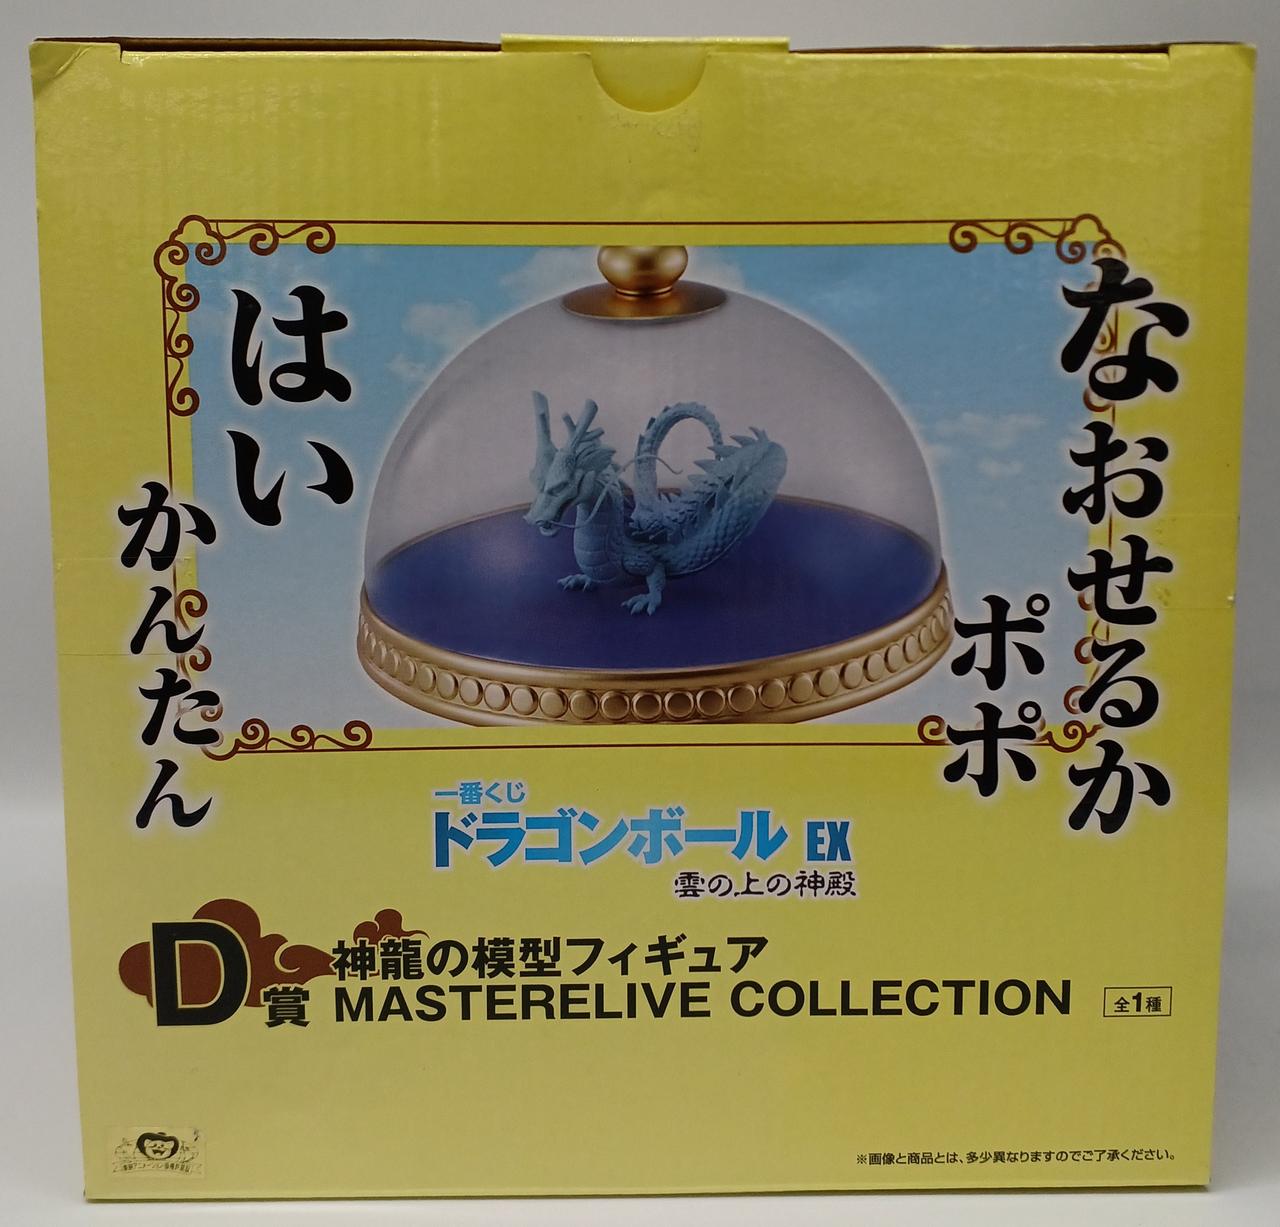 なおせるか
ポポ
はい
かんたん
一番くじ
ドラゴンボール EX
雲の上の神殿
D賞
神龍の模型フィギュア
MASTERELIVE COLLECTION
全1種
※画像と商品とは、多少異なりますのでご了承ください。